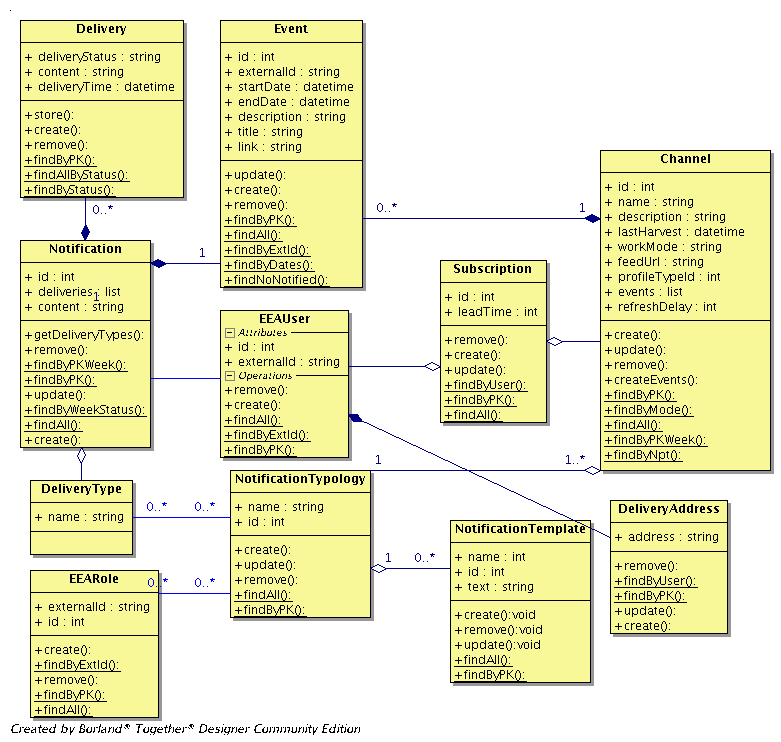 Delivery
+ deliveryStatus : string
+ content : string
+ deliveryTime : datetime
+store():
+create():
+remove():
+findByPK():
+findAllByStatus():
+findByStatus():
Event
+ id : int
+ externalId : string
+ startDate : datetime
+ endDate : datetime
+ description : string
+ title : string
+ link : string
+update():
+create():
+remove():
+findByPK():
+findAll():
+findByExtId():
+findByDates():
+findNoNotified():
Channel
+ id : int
+ name : string
+ description : string
+ lastHarvest : datetime
+ workMode : string
+ feedUrl : string
+ profileTypeId : int
+ events : list
+ refreshDelay : int
+create():
+update():
+remove():
+createEvents():
+findByPK():
+findByMode():
+findAll():
+findByPKWeek():
+findByNpt():
0..*
0..*
1
1
Notification
+ id : int
+ deliveries : list
1
+ content : string
+getDeliveryTypes():
+remove():
+findByPKWeek():
+findByPK():
+update():
+findByWeekStatus():
+findAll():
+create():
EEAUser
Attributes
+ id : int
+ externalId : string
Operations
+remove():
+create():
+findAll():
+findByExtId():
+findByPK():
Subscription
+ id : int
+ leadTime : int
+remove():
+create():
+update():
+findByUser():
+findByPK():
+findAll():
1
1..*
DeliveryType
+ name : string
0..*
0..*
NotificationTypology
+ name : string
+ id : int
+create():
+update():
+remove():
+findAll():
+findByPK():
1
0..*
NotificationTemplate
+ name : int
+ id : int
+ text : string
+create():void
+remove():void
+update():void
+findAll():
+findByPK():
DeliveryAddress
+ address : string
+remove():
+findByUser():
+findByPK():
+update():
+create():
EEARole
0..*
0..*
+ externalId : string
+ id : int
+create():
+findByExtId():
+remove():
+findByPK():
+findAll():
Created by Borland® Together® Designer Community Edition